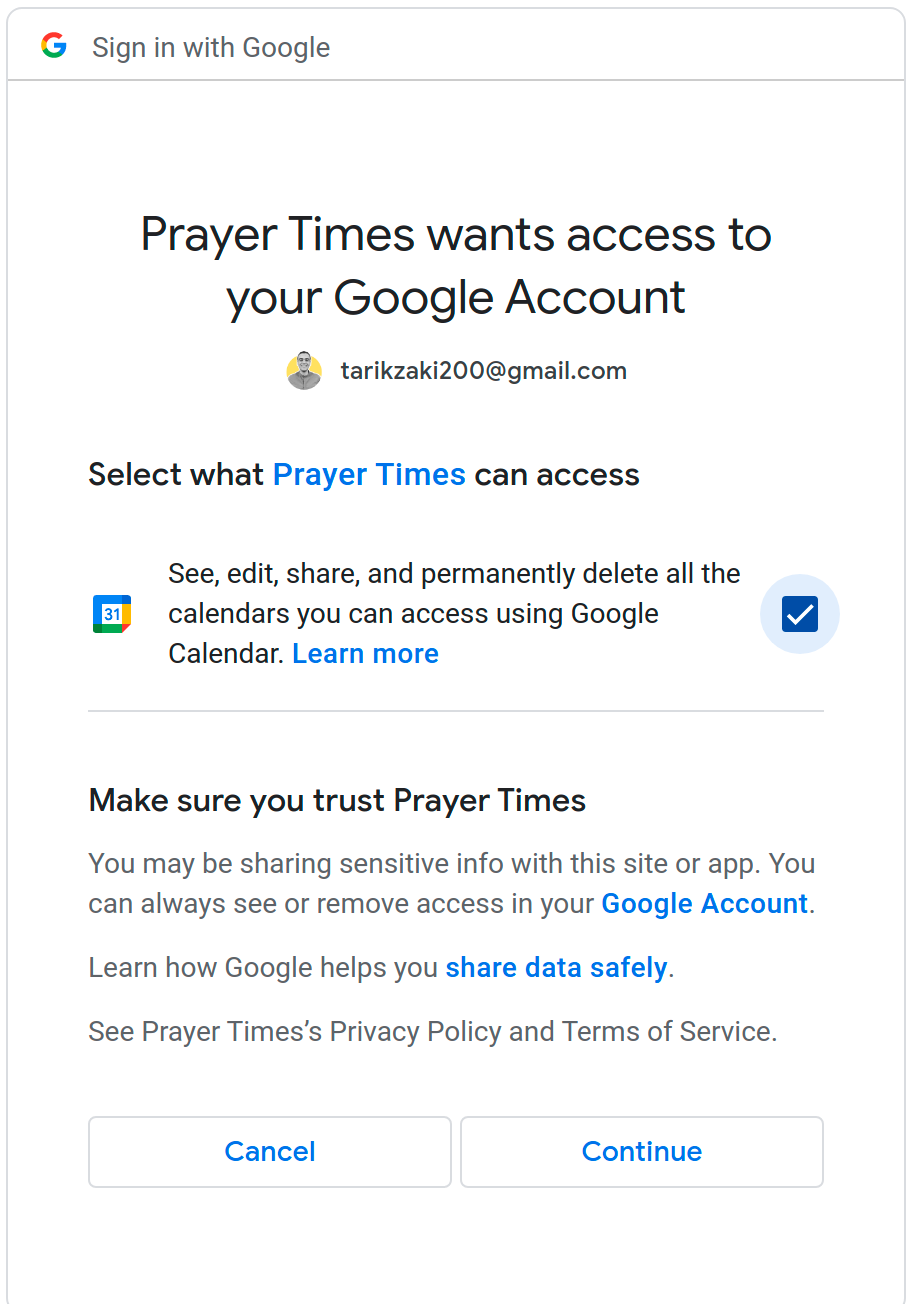 Sign in with Google
Prayer Times wants access to
your Google Account
tarikzaki200@gmail.com
Select what Prayer Times can access
31
See, edit, share, and permanently delete all the
calendars you can access using Google
Calendar. Learn more
Make sure you trust Prayer Times
You may be sharing sensitive info with this site or app. You
can always see or remove access in your Google Account.
Learn how Google helps you share data safely.
See Prayer Times’s Privacy Policy and Terms of Service.
Cancel
Continue